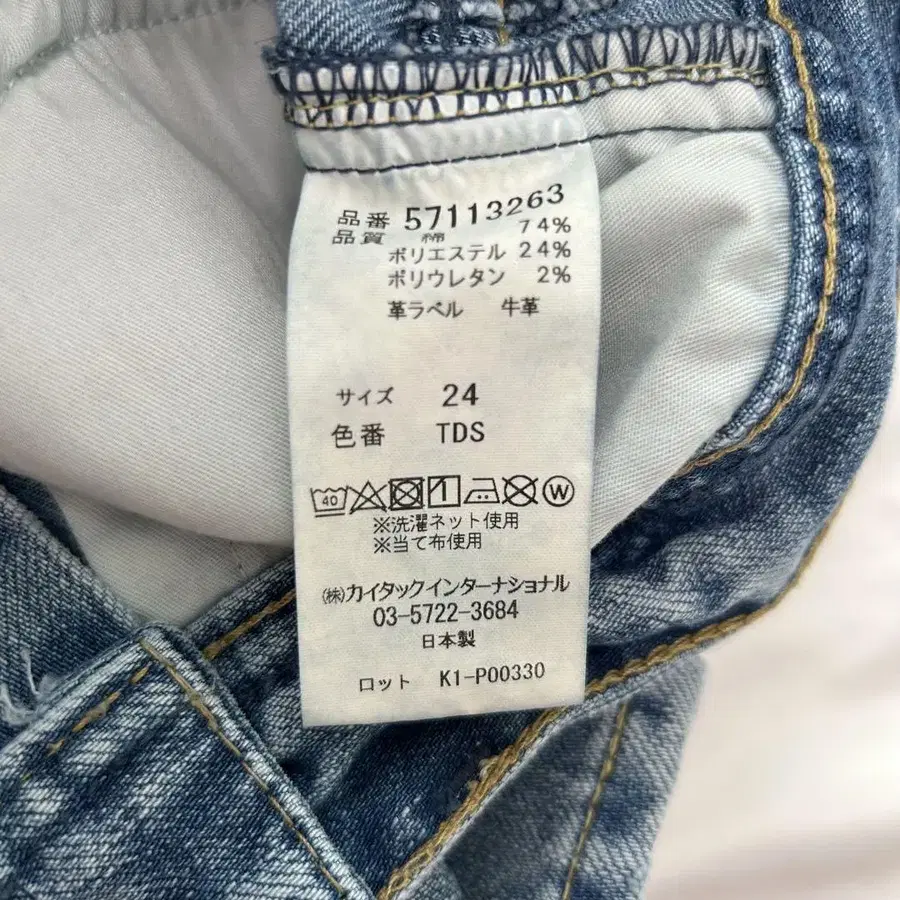 品番 57113263
品質 綿 74%
ポリエステル 24%
ポリウレタン 2%
革ラベル 牛革
サイズ 24
色番 TDS
40 1 W
※洗濯ネット使用
※当て布使用
㈱カイタックインターナショナル
03-5722-3684
日本製
ロット K1-P00330